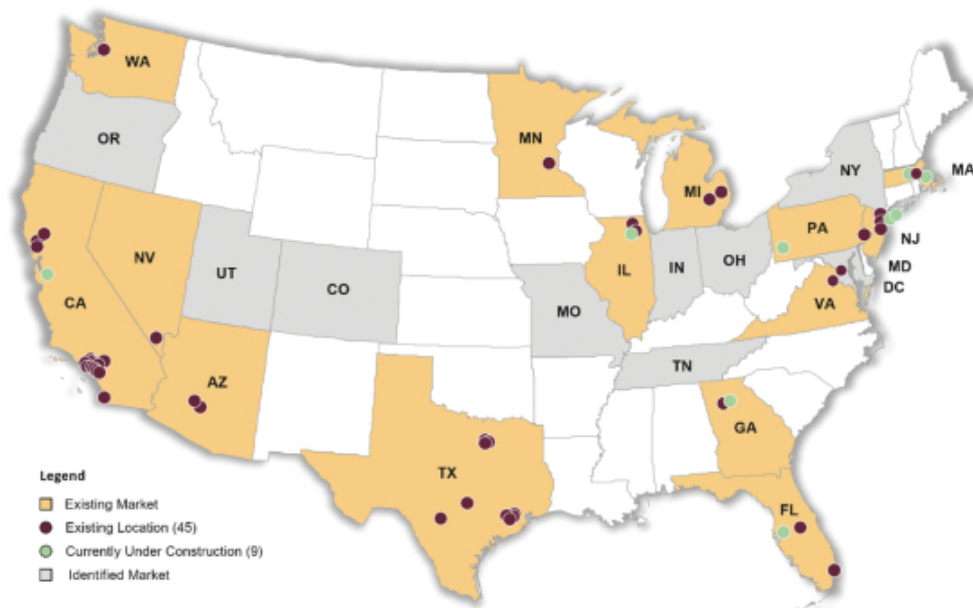 WA
OR
MN
NY
MA
MI
PA
NJ
NV
UT
CO
IL
IN
OH
MD
DC
CA
MO
VA
TN
AZ
GA
TX
FL
Legend
Existing Market
Existing Location (45)
Currently Under Construction (9)
Identified Market